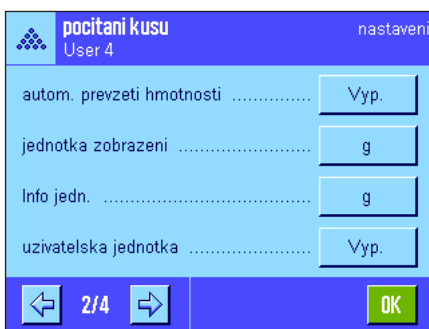 pocitani kusu
nastaveni
User 4
autom. prevzeti hmotnosti .............. Vyp.
jednotka zobrazeni ....................... g
Info jedn. .................................... g
uzivatelska jednotka ..................... Vyp.
2/4
OK